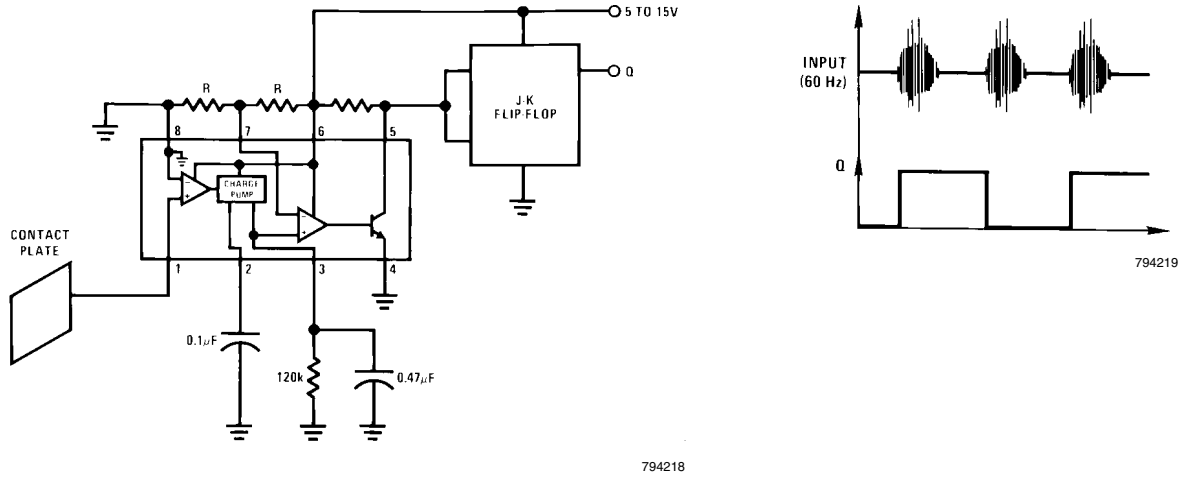 5 TO 15V
Q
R R
J-K
FLIP-FLOP
8 7 6 5
- +
CHARGE
PUMP
- +
CONTACT
PLATE
1 2 3 4
0.1μF
120k
0.47μF
794218
INPUT
(60 Hz)
Q
794219